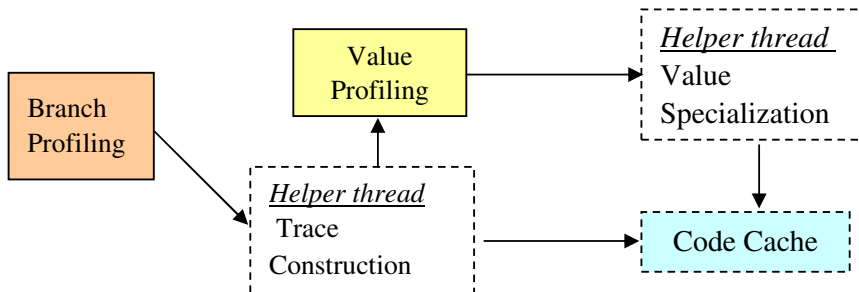 Branch
Profiling
Value
Profiling
Helper thread
Value
Specialization
Helper thread
Trace
Construction
Code Cache